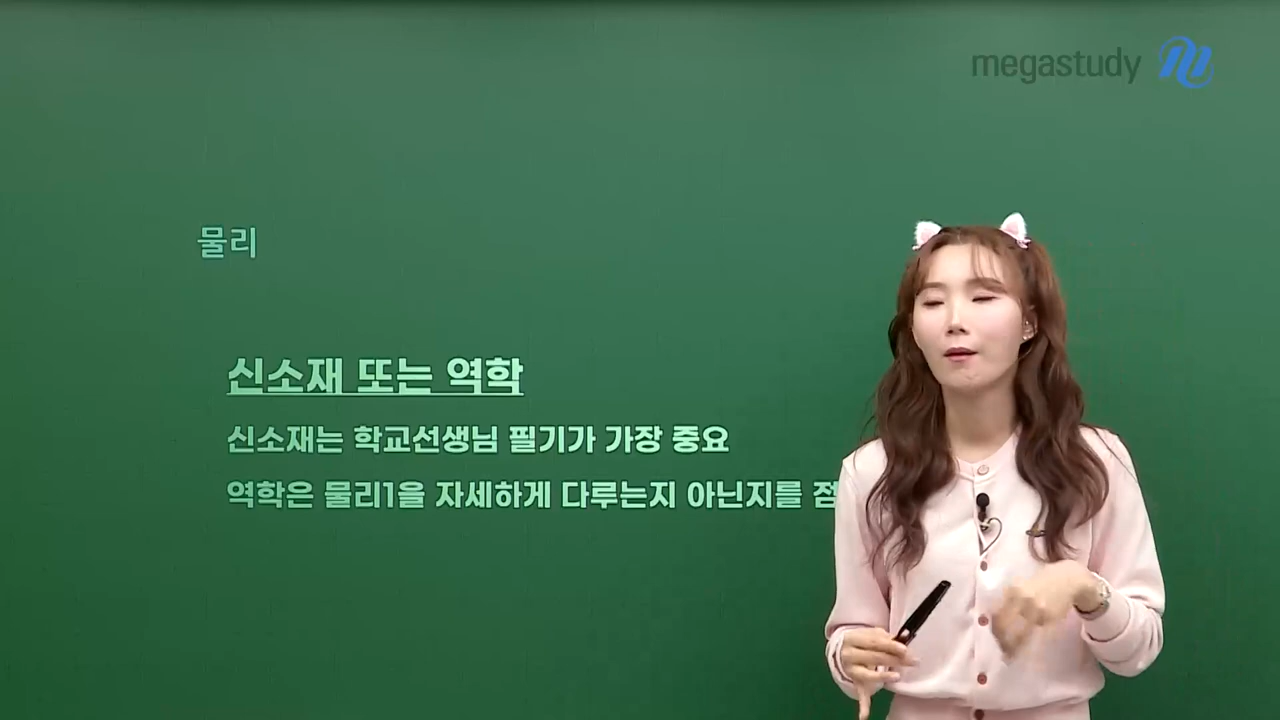 megastudy
물리
신소재 또는 역학
신소재는 학교선생님 필기가 가장 중요
역학은 물리1을 자세하게 다루는지 아닌지를